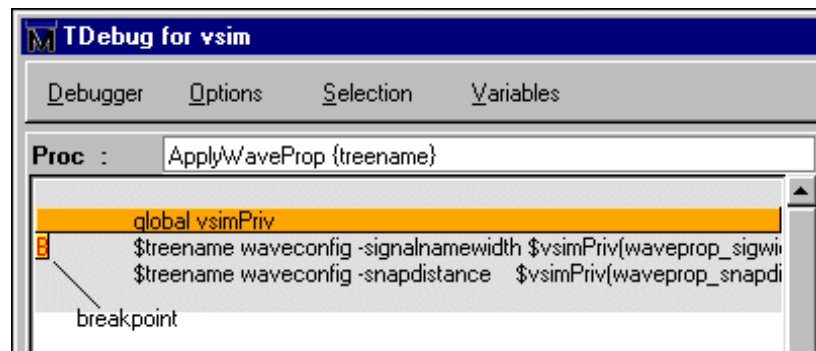 TDebug for vsim
Debugger Options Selection Variables
Proc : ApplyWaveProp {treename}
global vsimPriv
B $treename waveconfig -signalnamewidth $vsimPriv(waveprop_sigwi
$treename waveconfig -snapdistance $vsimPriv(waveprop_snapdi
breakpoint